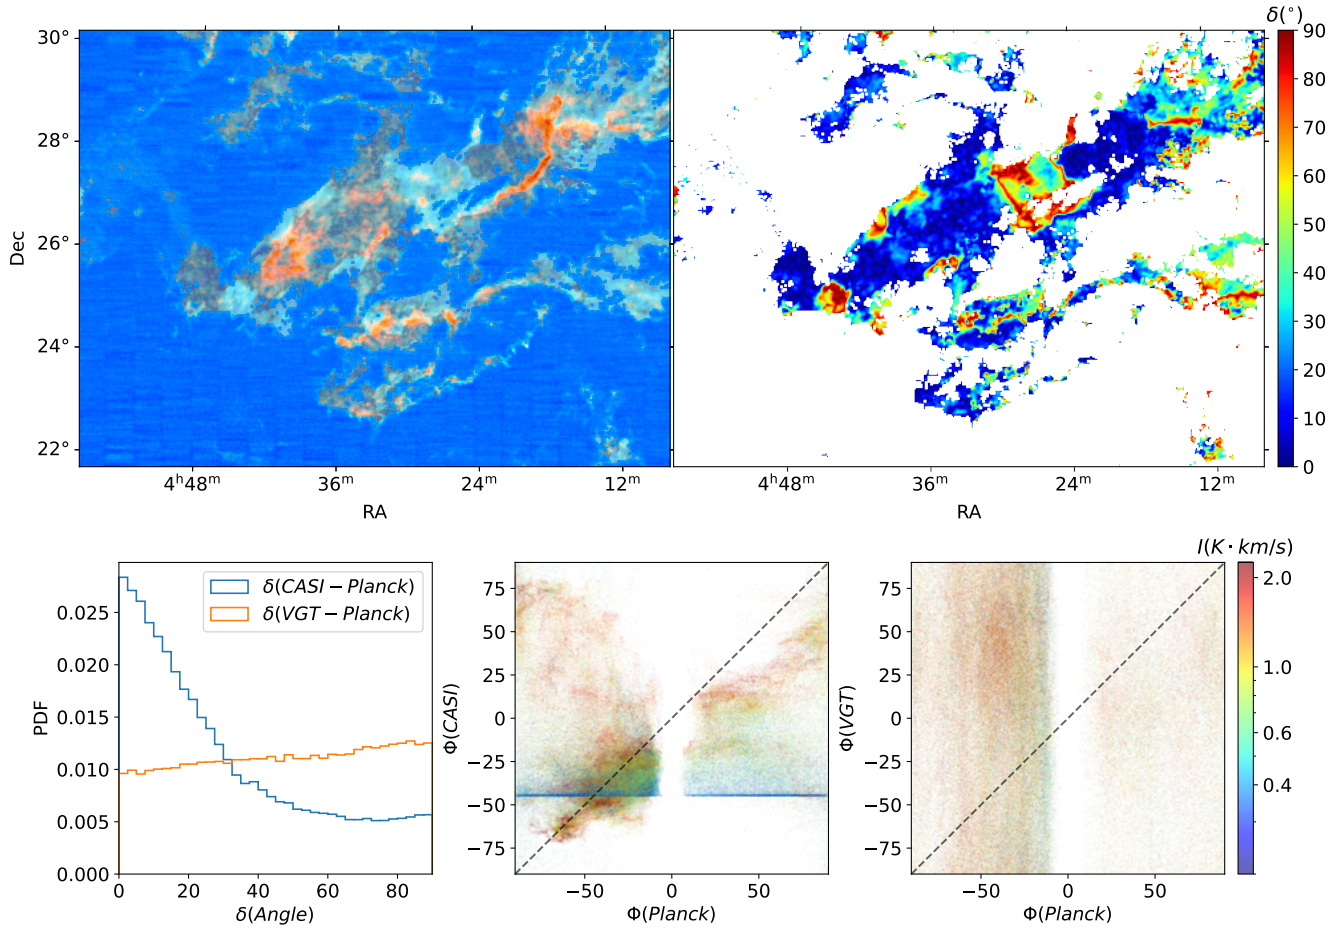 δ(°)
30°
28°
26°
24°
22°
Dec
4ʰ48ᵐ
36ᵐ
24ᵐ
12ᵐ
RA
4ʰ48ᵐ
36ᵐ
24ᵐ
12ᵐ
RA
90
80
70
60
50
40
30
20
10
0
0.025
0.020
0.015
0.010
0.005
0.000
PDF
δ(CASI − Planck)
δ(VGT − Planck)
0
20
40
60
80
δ(Angle)
75
50
25
0
−25
−50
−75
Φ(CASI)
−50
0
50
Φ(Planck)
75
50
25
0
−25
−50
−75
Φ(VGT)
−50
0
50
Φ(Planck)
I(K · km/s)
2.0
1.0
0.6
0.4